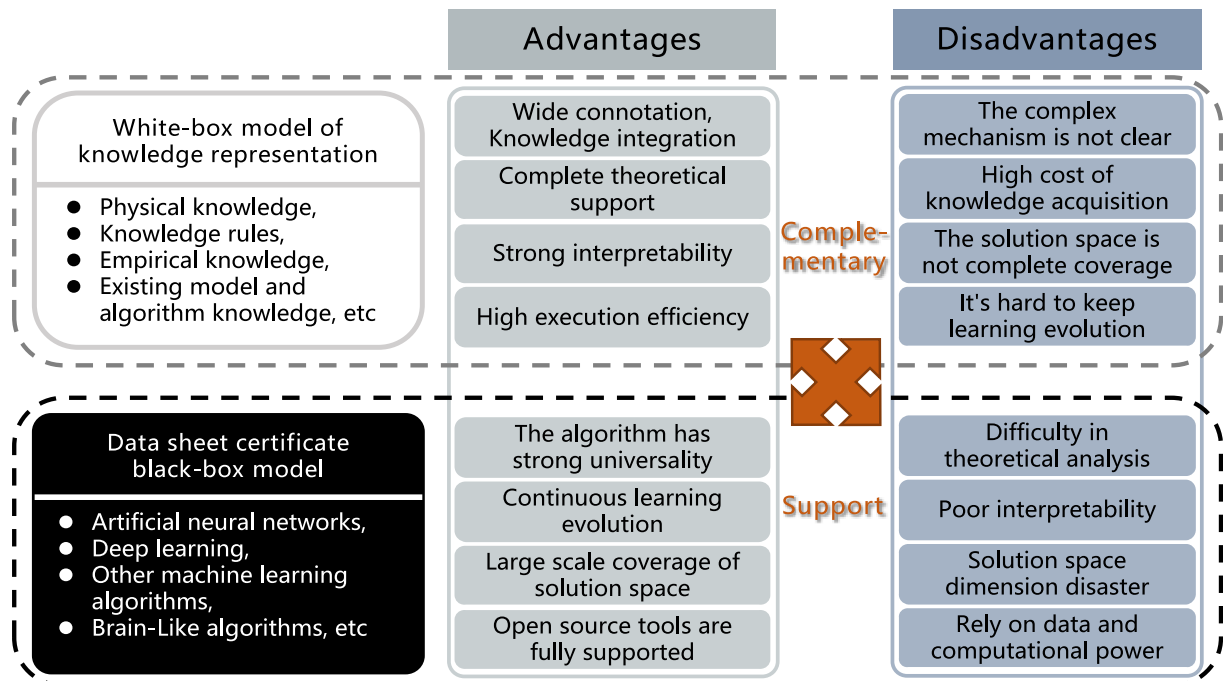 Advantages
Disadvantages
White-box model of
knowledge representation
● Physical knowledge,
● Knowledge rules,
● Empirical knowledge,
● Existing model and
algorithm knowledge, etc
Wide connotation,
Knowledge integration
Complete theoretical
support
Strong interpretability
High execution efficiency
Comple-
mentary
The complex
mechanism is not clear
High cost of
knowledge acquisition
The solution space is
not complete coverage
It's hard to keep
learning evolution
Data sheet certificate
black-box model
● Artificial neural networks,
● Deep learning,
● Other machine learning
algorithms,
● Brain-Like algorithms, etc
The algorithm has
strong universality
Continuous learning
evolution
Large scale coverage of
solution space
Open source tools are
fully supported
Support
Difficulty in
theoretical analysis
Poor interpretability
Solution space
dimension disaster
Rely on data and
computational power